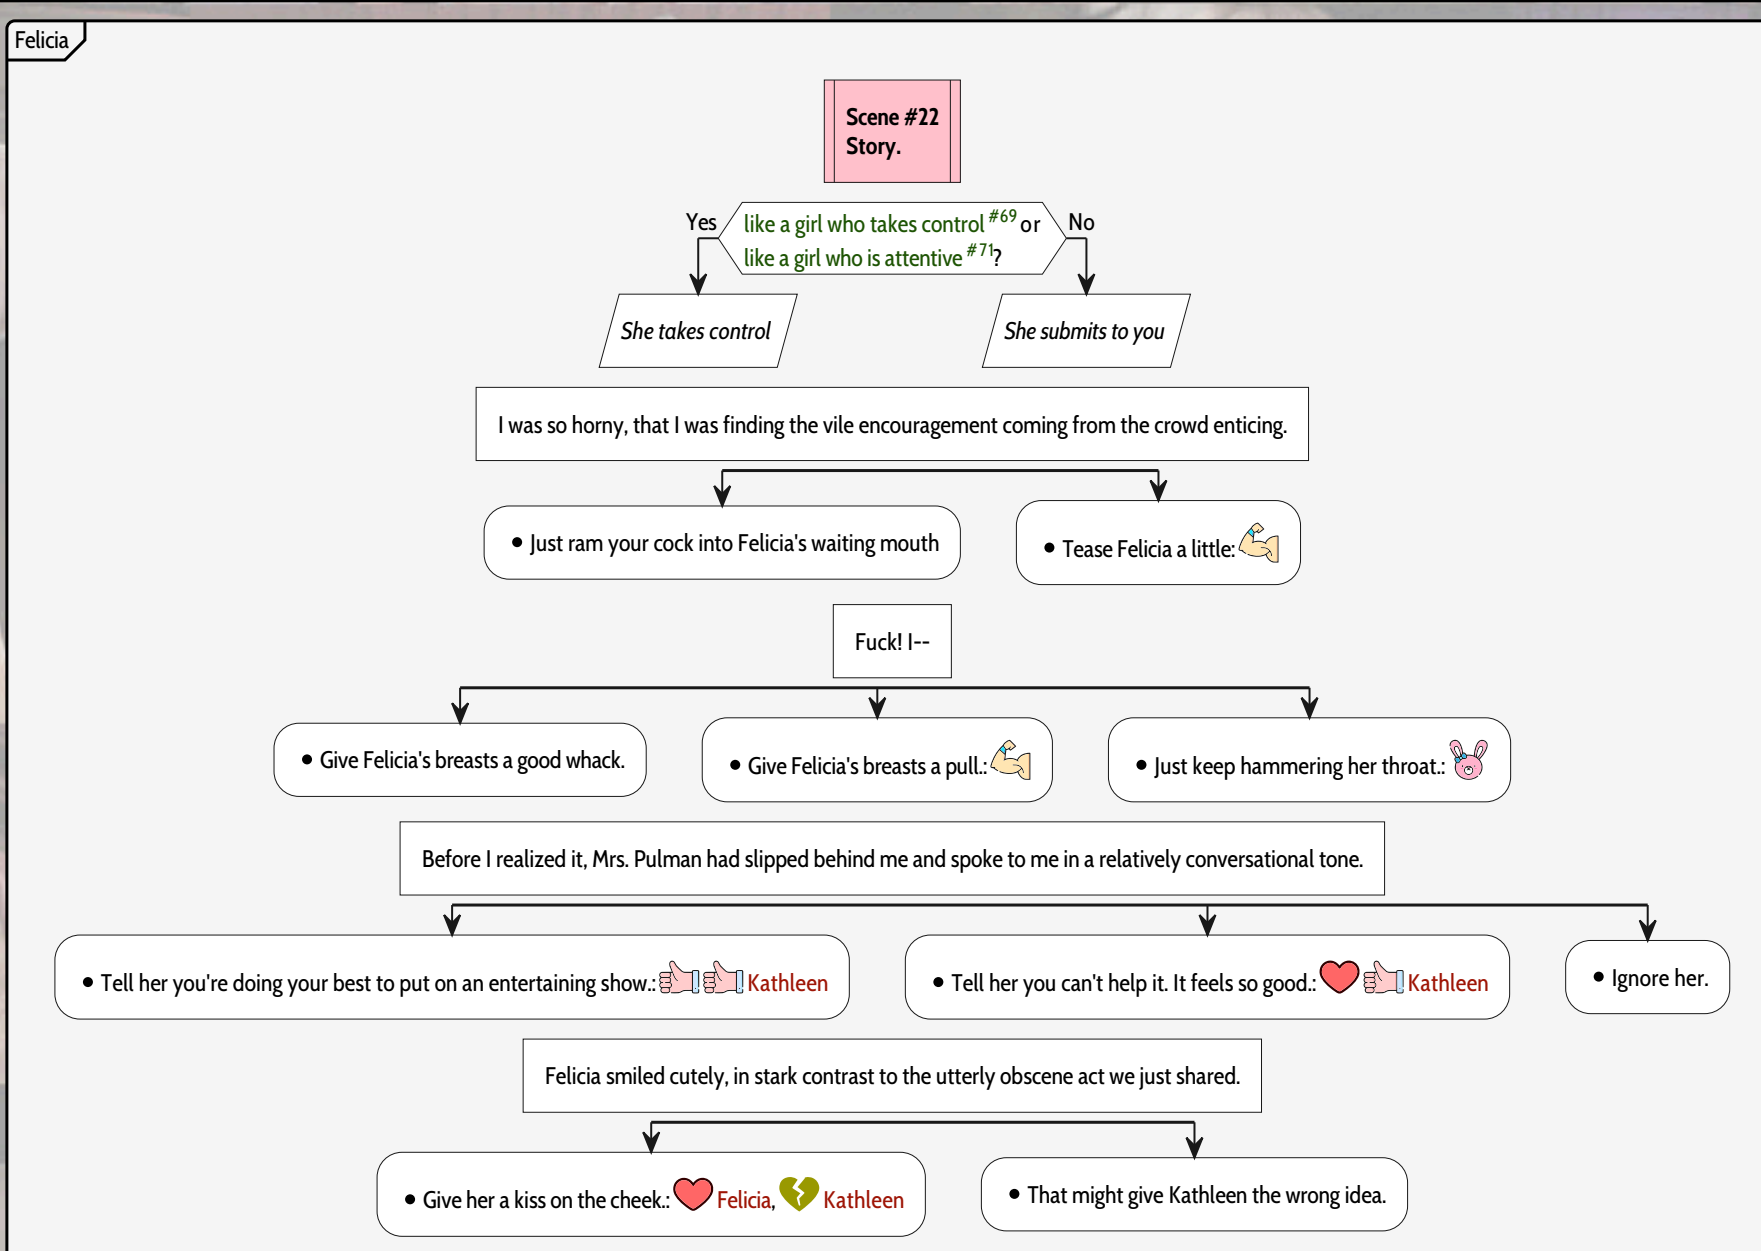 Felicia
Scene #22
Story.
Yes
like a girl who takes control #69 or
No
like a girl who is attentive #71?
She takes control
She submits to you
I was so horny, that I was finding the vile encouragement coming from the crowd enticing.
• Just ram your cock into Felicia's waiting mouth
• Tease Felicia a little:
Fuck! I--
• Give Felicia's breasts a good whack.
• Give Felicia's breasts a pull.:
• Just keep hammering her throat.:
Before I realized it, Mrs. Pulman had slipped behind me and spoke to me in a relatively conversational tone.
• Tell her you're doing your best to put on an entertaining show.: Kathleen
• Tell her you can't help it. It feels so good.: Kathleen
• Ignore her.
Felicia smiled cutely, in stark contrast to the utterly obscene act we just shared.
• Give her a kiss on the cheek.: Felicia, Kathleen
• That might give Kathleen the wrong idea.